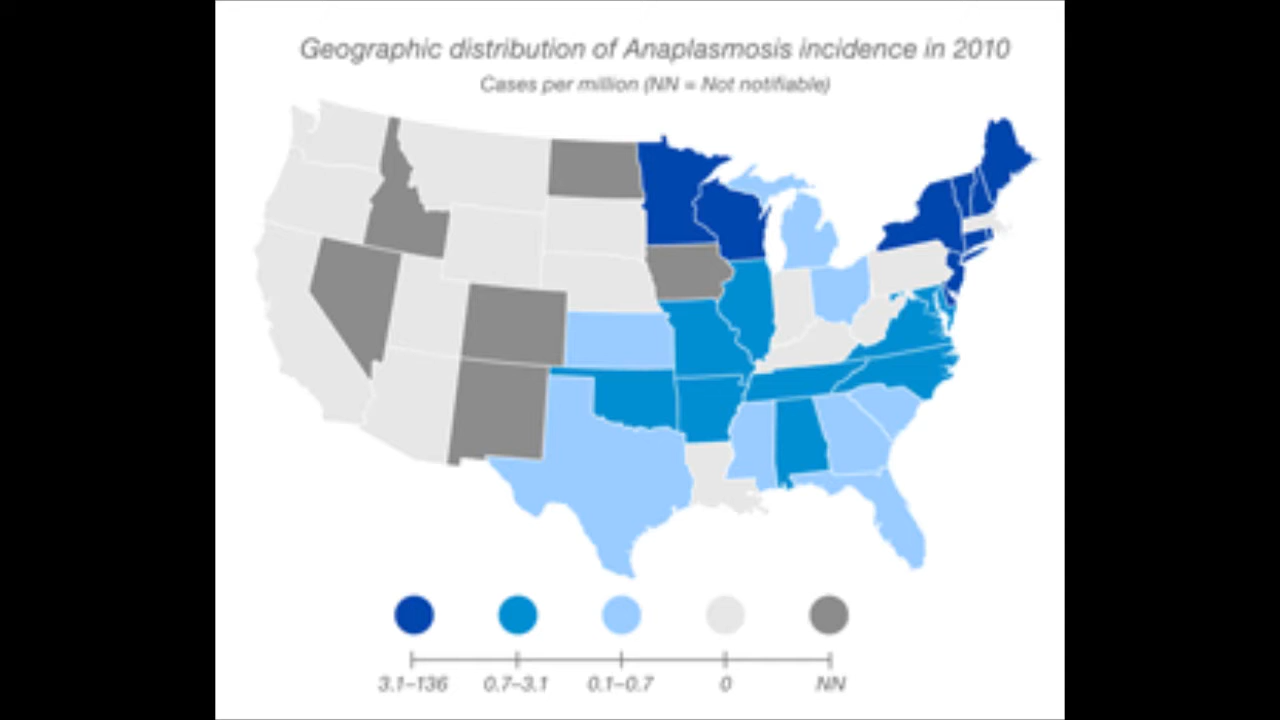 Geographic distribution of Anaplasmosis incidence in 2010
Cases per million (NN = Not notifiable)
3.1–136 0.7–3.1 0.1–0.7 0 NN